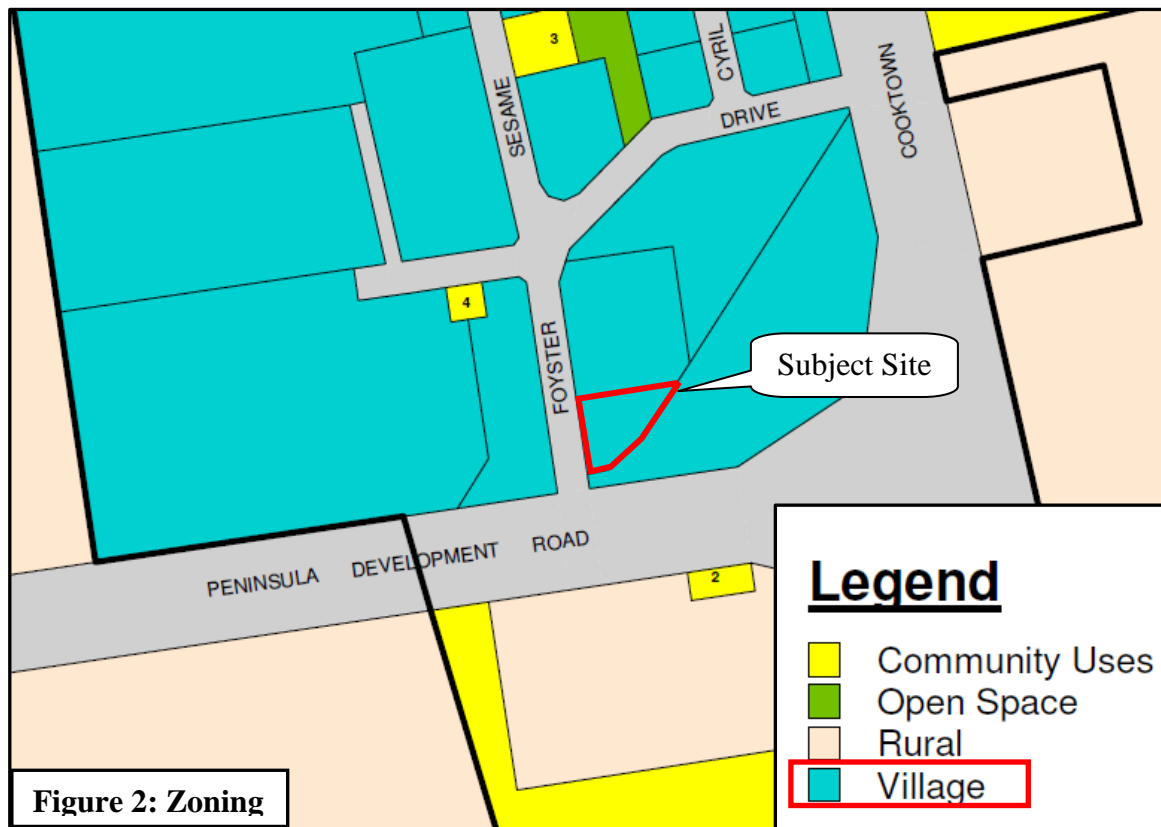 3
SESAME
CYRIL
DRIVE
COOKTOWN
4
FOYSTER
Subject Site
PENINSULA DEVELOPMENT ROAD
2
Legend
Community Uses
Open Space
Rural
Village
Figure 2: Zoning